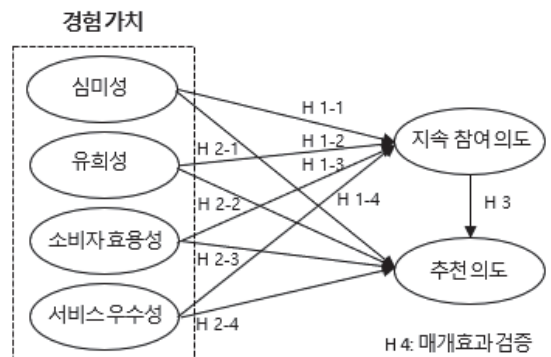 경험 가치
심미성
유희성
소비자 효용성
서비스 우수성
H 1-1
H 1-2
H 1-3
H 1-4
H 2-1
H 2-2
H 2-3
H 2-4
지속 참여 의도
H 3
추천 의도
H 4: 매개효과 검증